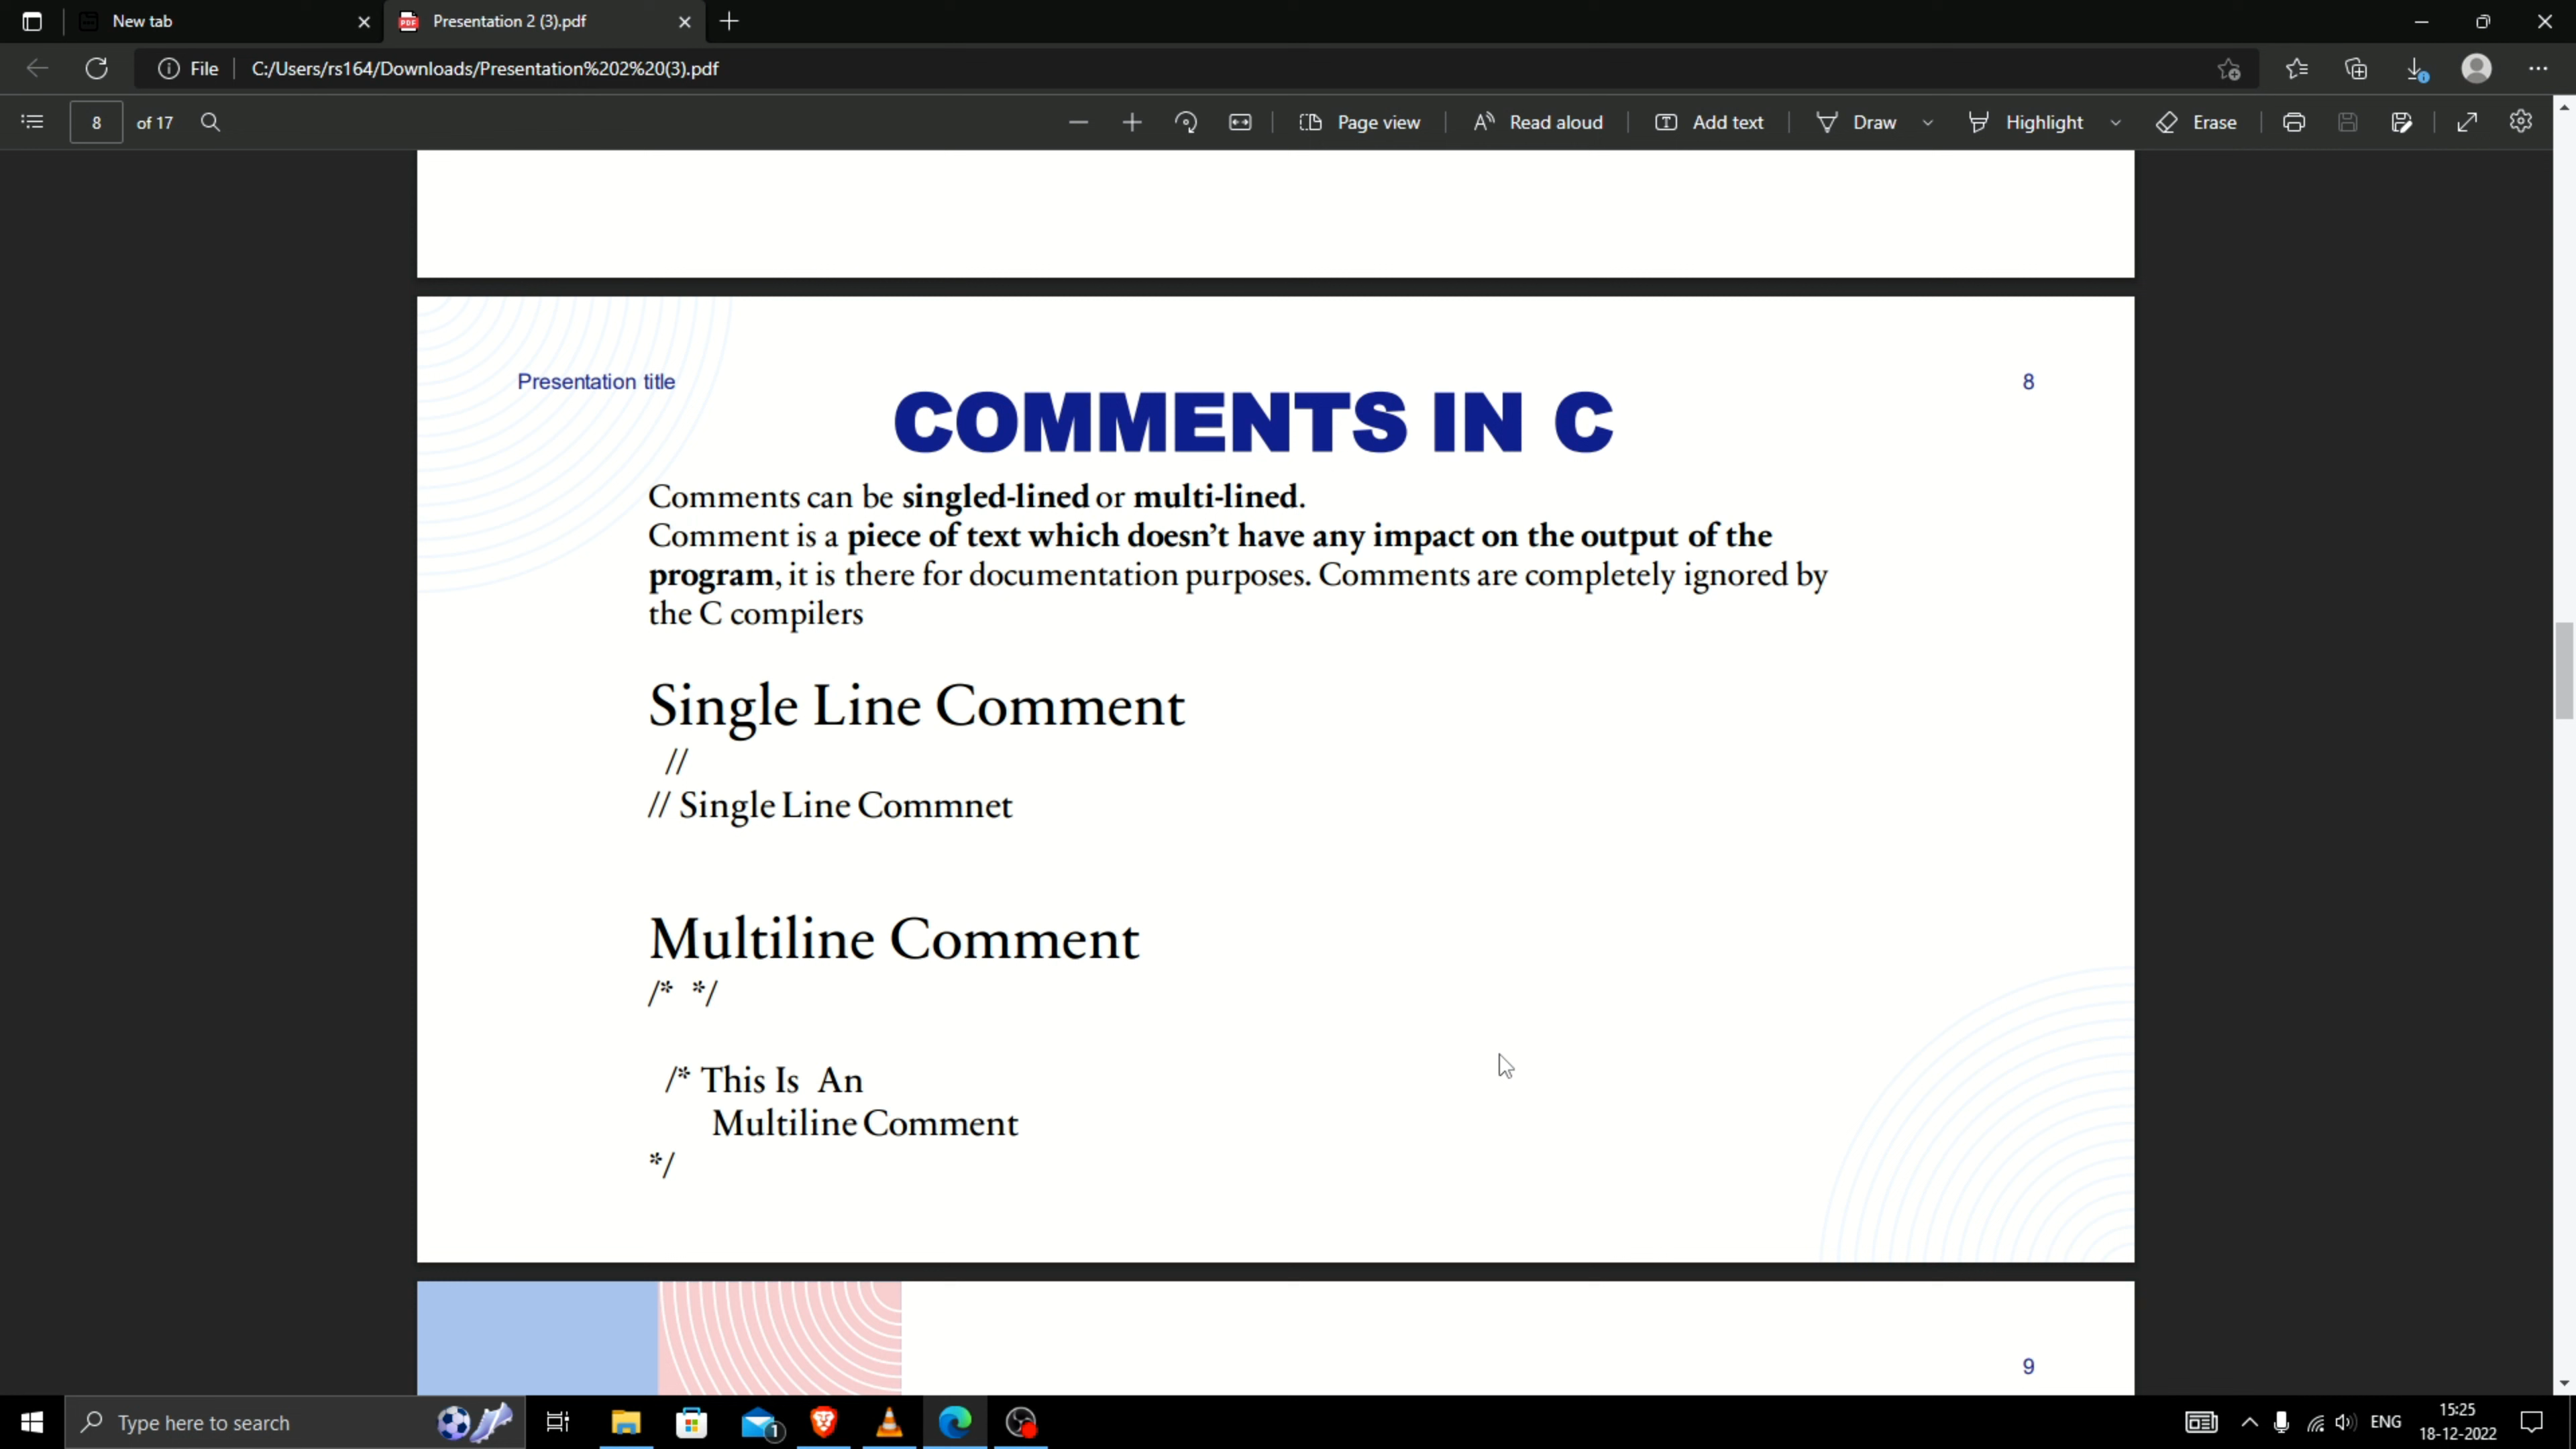 New tab
Presentation 2 (3).pdf
File
C:/Users/rs164/Downloads/Presentation%202%20(3).pdf
8 of 17
Page view
Read aloud
Add text
Draw
Highlight
Erase
Presentation title
8
COMMENTS IN C
Comments can be singled-lined or multi-lined.
Comment is a piece of text which doesn't have any impact on the output of the
program, it is there for documentation purposes. Comments are completely ignored by
the C compilers
Single Line Comment
//
// Single Line Commnet
Multiline Comment
/* */
/* This Is An
Multiline Comment
*/
9
Type here to search
1
ENG
15:25
18-12-2022